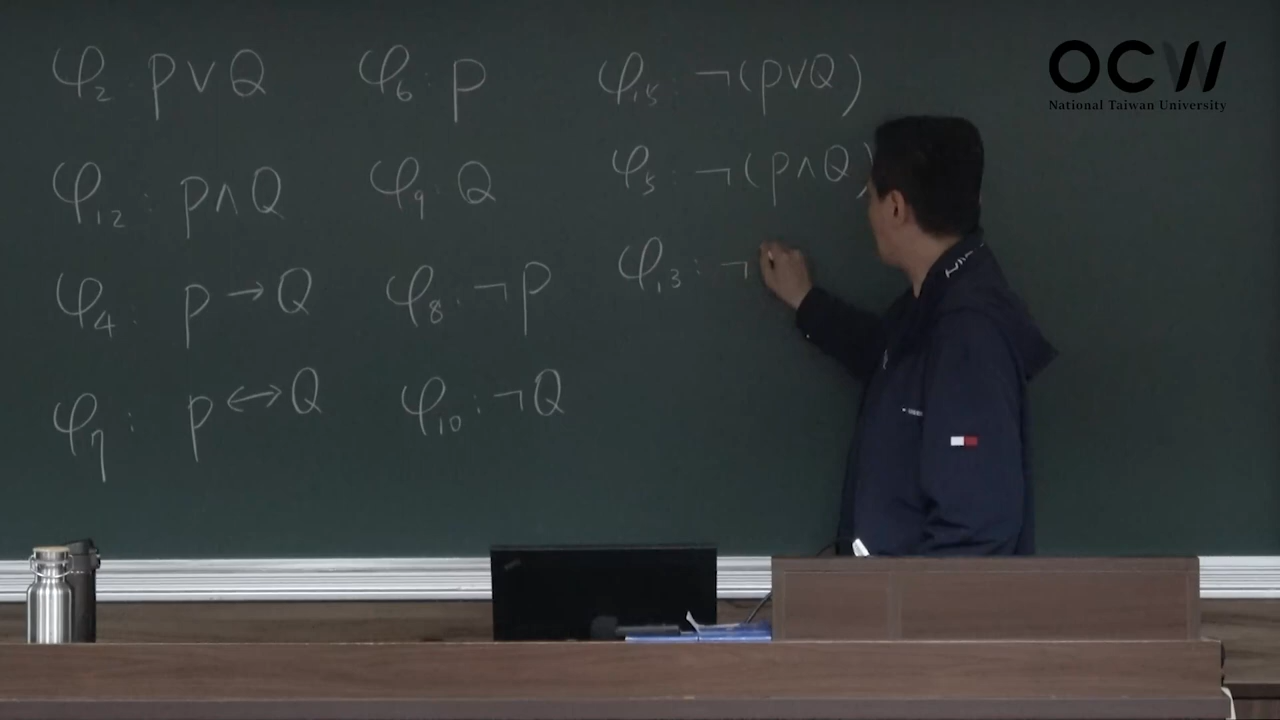 φ₂ : P∨Q
φ₁₂ : P∧Q
φ₄ : P→Q
φ₇ : P↔Q
φ₆ : P
φ₉ : Q
φ₈ : ¬P
φ₁₀ : ¬Q
φ₁₅ : ¬(P∨Q)
φ₅ : ¬(P∧Q)
φ₁₃ : ¬
OCW
National Taiwan University